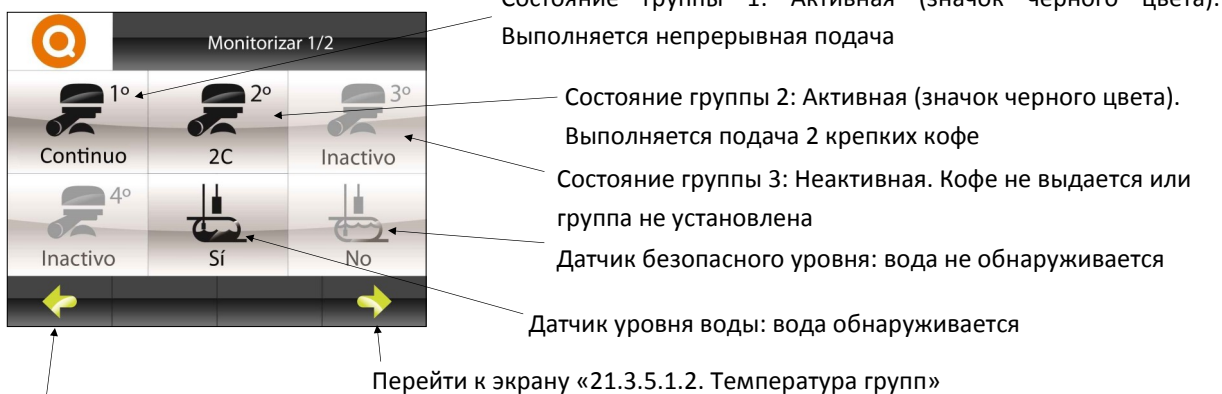 Состояние группы 1: Активная (значок черного цвета).
Выполняется непрерывная подача
Monitorizar 1/2
1º
2º
3º
Continuo
2C
Inactivo
Состояние группы 2: Активная (значок черного цвета).
Выполняется подача 2 крепких кофе
Состояние группы 3: Неактивная. Кофе не выдается или
группа не установлена
4º
Inactivo
Sí
No
Датчик безопасного уровня: вода не обнаруживается
Датчик уровня воды: вода обнаруживается
Перейти к экрану «21.3.5.1.2. Температура групп»